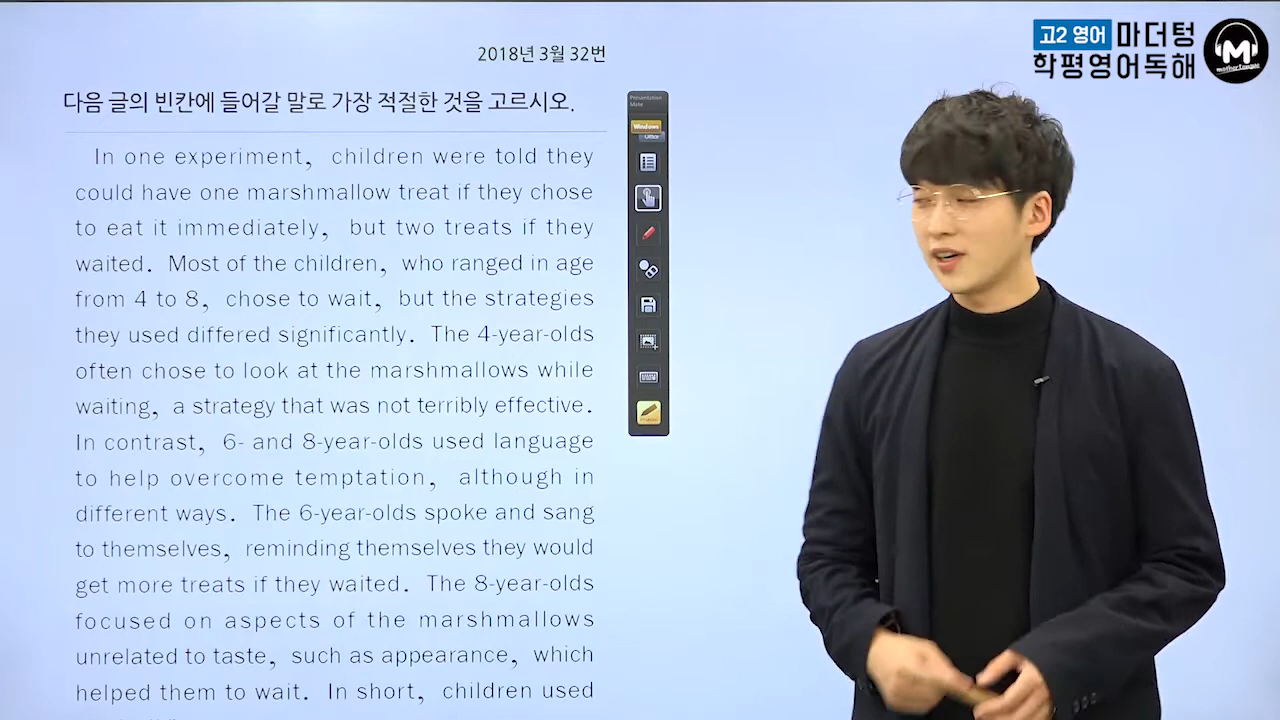 고2 영어 마더텅
학평영어독해
2018년 3월 32번
다음 글의 빈칸에 들어갈 말로 가장 적절한 것을 고르시오.
In one experiment, children were told they
could have one marshmallow treat if they chose
to eat it immediately, but two treats if they
waited. Most of the children, who ranged in age
from 4 to 8, chose to wait, but the strategies
they used differed significantly. The 4-year-olds
often chose to look at the marshmallows while
waiting, a strategy that was not terribly effective.
In contrast, 6- and 8-year-olds used language
to help overcome temptation, although in
different ways. The 6-year-olds spoke and sang
to themselves, reminding themselves they would
get more treats if they waited. The 8-year-olds
focused on aspects of the marshmallows
unrelated to taste, such as appearance, which
helped them to wait. In short, children used
Presentation
Mate
Windows
Office
M